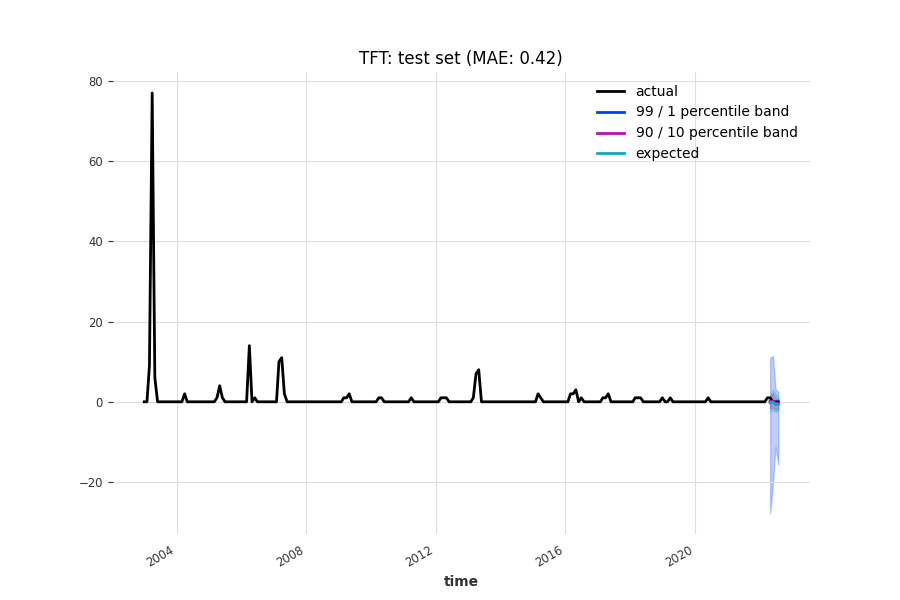 TFT: test set (MAE: 0.42)
actual
99 / 1 percentile band
90 / 10 percentile band
expected
80
60
40
20
0
−20
2004
2008
2012
2016
2020
time